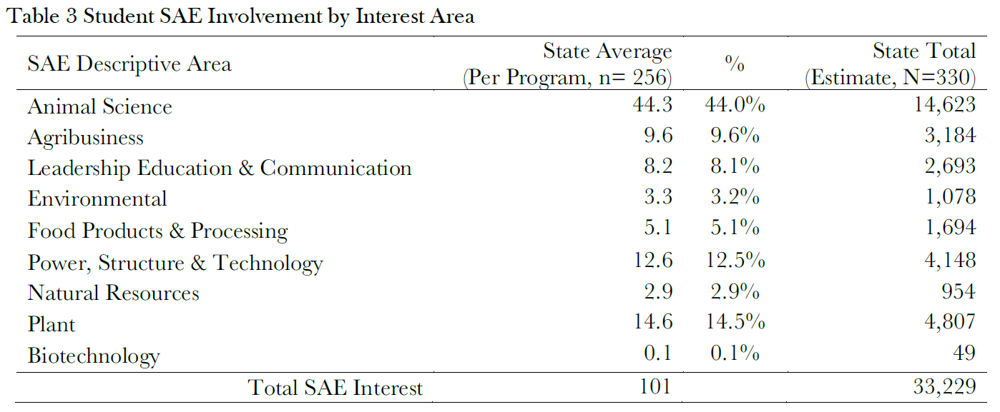 Table 3 Student SAE Involvement by Interest Area
SAE Descriptive Area State Average (Per Program, n= 256) % State Total (Estimate, N=330)
Animal Science 44.3 44.0% 14,623
Agribusiness 9.6 9.6% 3,184
Leadership Education & Communication 8.2 8.1% 2,693
Environmental 3.3 3.2% 1,078
Food Products & Processing 5.1 5.1% 1,694
Power, Structure & Technology 12.6 12.5% 4,148
Natural Resources 2.9 2.9% 954
Plant 14.6 14.5% 4,807
Biotechnology 0.1 0.1% 49
Total SAE Interest 101 33,229